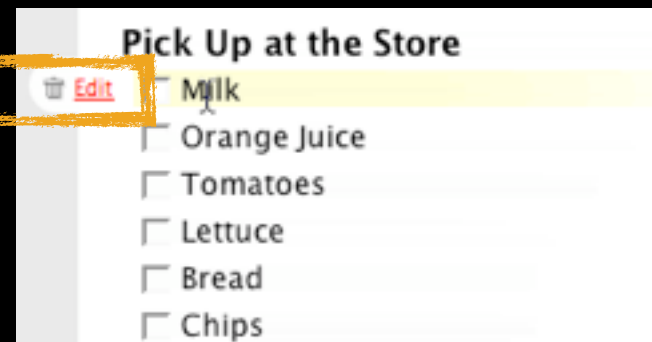 Pick Up at the Store
Edit Milk
Orange Juice
Tomatoes
Lettuce
Bread
Chips